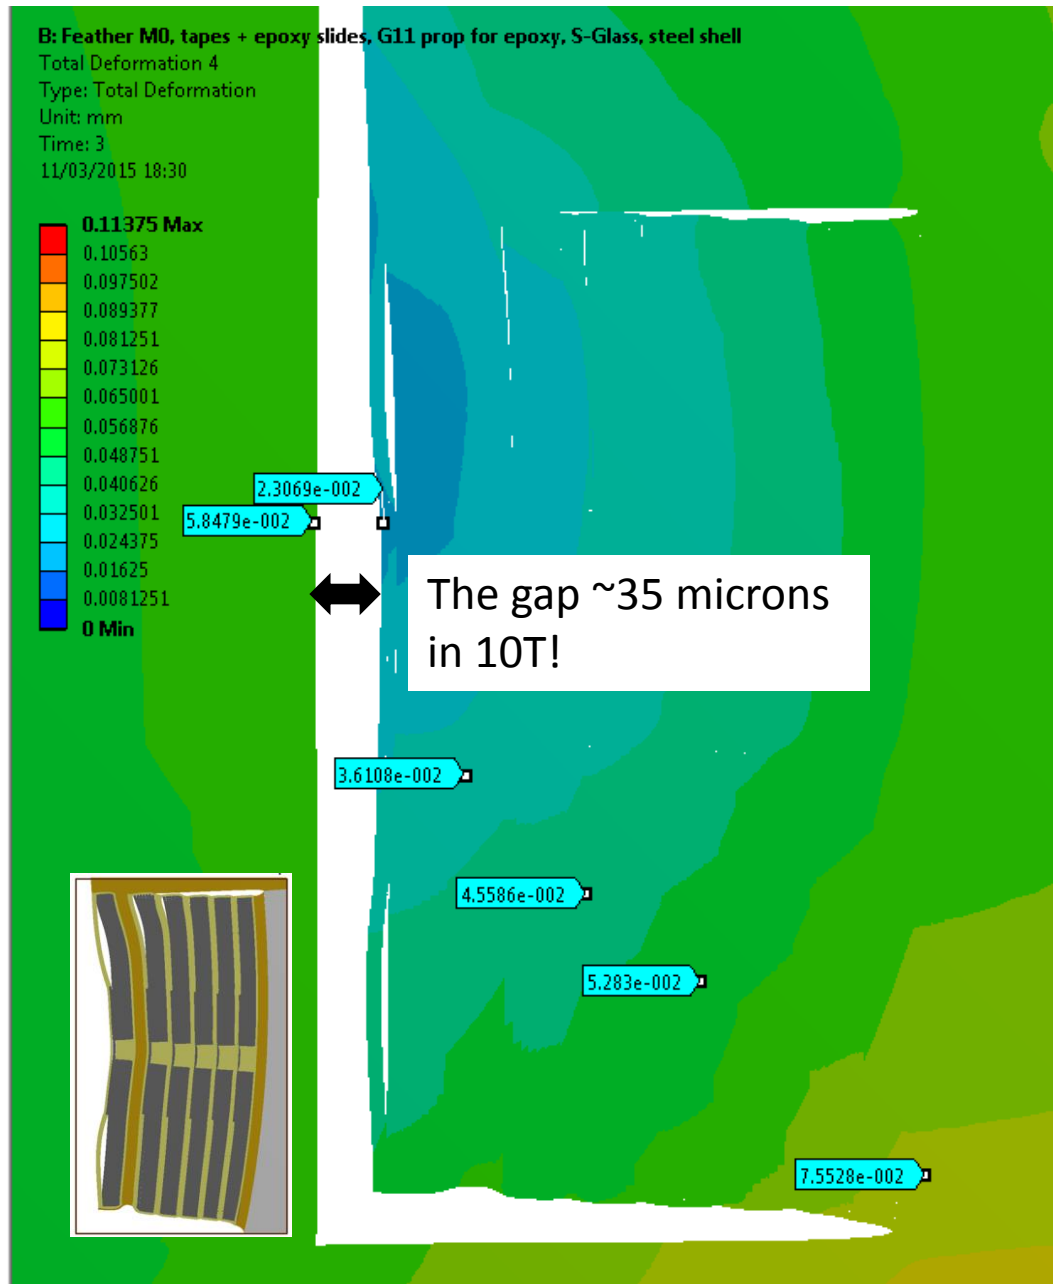 B: Feather M0, tapes + epoxy slides, G11 prop for epoxy, S-Glass, steel shell
Total Deformation 4
Type: Total Deformation
Unit: mm
Time: 3
11/03/2015 18:30
0.11375 Max
0.10563
0.097502
0.089377
0.081251
0.073126
0.065001
0.056876
0.048751
0.040626
0.032501
0.024375
0.01625
0.0081251
0 Min
2.3069e-002
5.8479e-002
The gap ~35 microns
in 10T!
3.6108e-002
4.5586e-002
5.283e-002
7.5528e-002